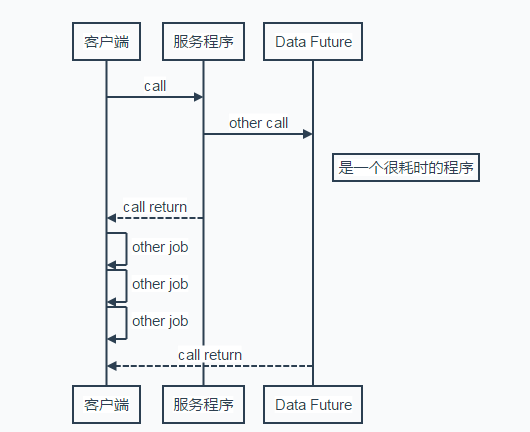 客户端
服务程序
Data Future
call
other call
是一个很耗时的程序
call return
other job
other job
other job
call return
客户端
服务程序
Data Future